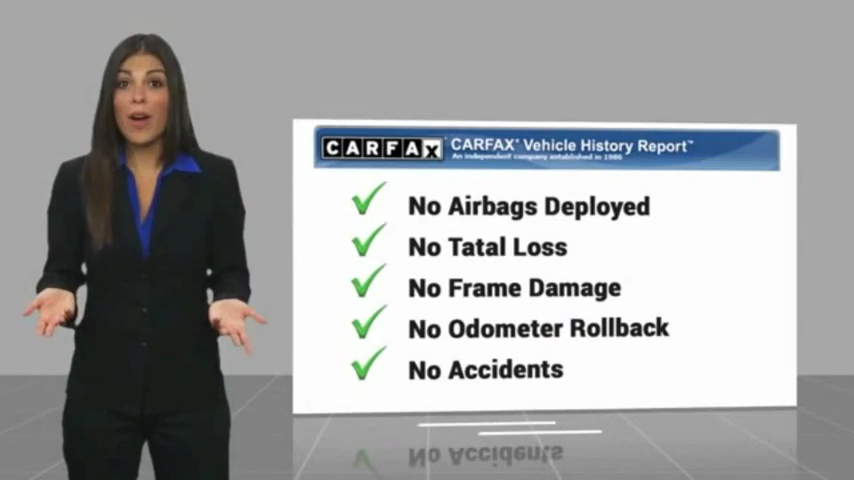 CARFAX CARFAX® Vehicle History Report™
An independent company established in 1986
No Airbags Deployed
No Tatal Loss
No Frame Damage
No Odometer Rollback
No Accidents
No Accidents